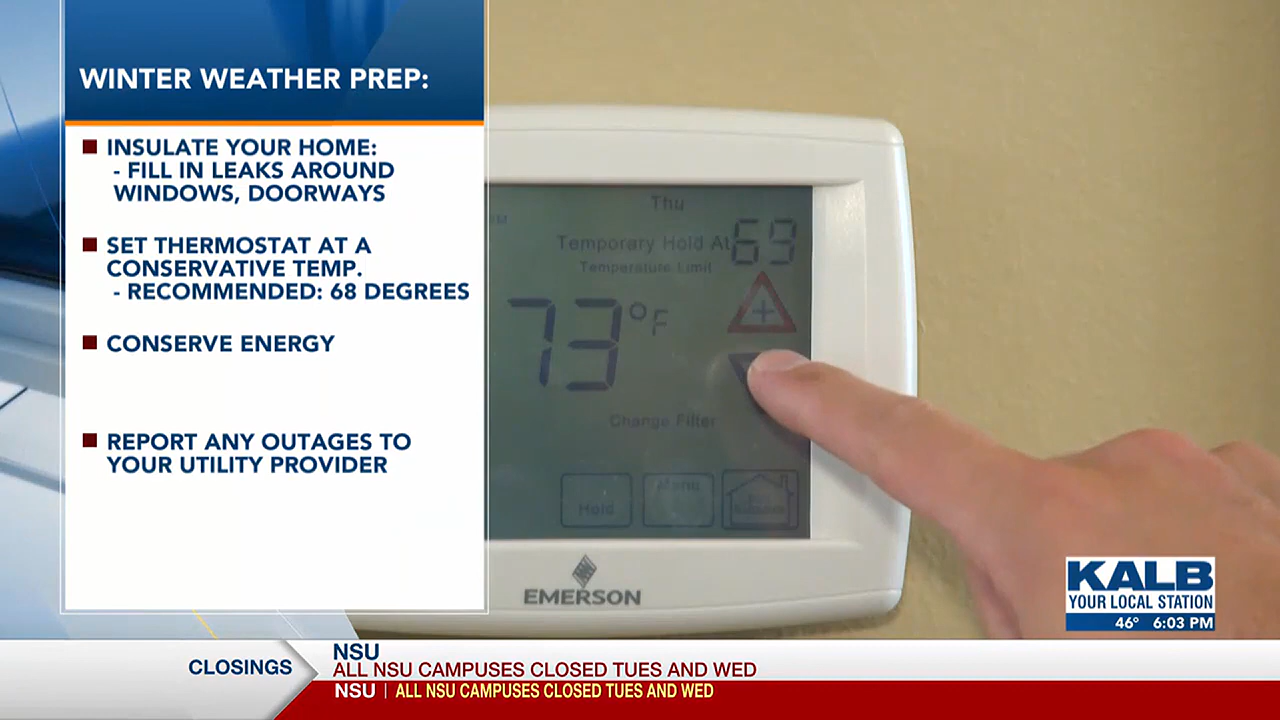 WINTER WEATHER PREP:
INSULATE YOUR HOME:
- FILL IN LEAKS AROUND
WINDOWS, DOORWAYS
SET THERMOSTAT AT A
CONSERVATIVE TEMP.
- RECOMMENDED: 68 DEGREES
CONSERVE ENERGY
REPORT ANY OUTAGES TO
YOUR UTILITY PROVIDER
Thu
Temporary Hold At 69
Temperature Limit
73°F
Change Filter
Hold
Menu
EMERSON
KALB
YOUR LOCAL STATION
46° 6:03 PM
CLOSINGS
NSU
ALL NSU CAMPUSES CLOSED TUES AND WED
NSU | ALL NSU CAMPUSES CLOSED TUES AND WED